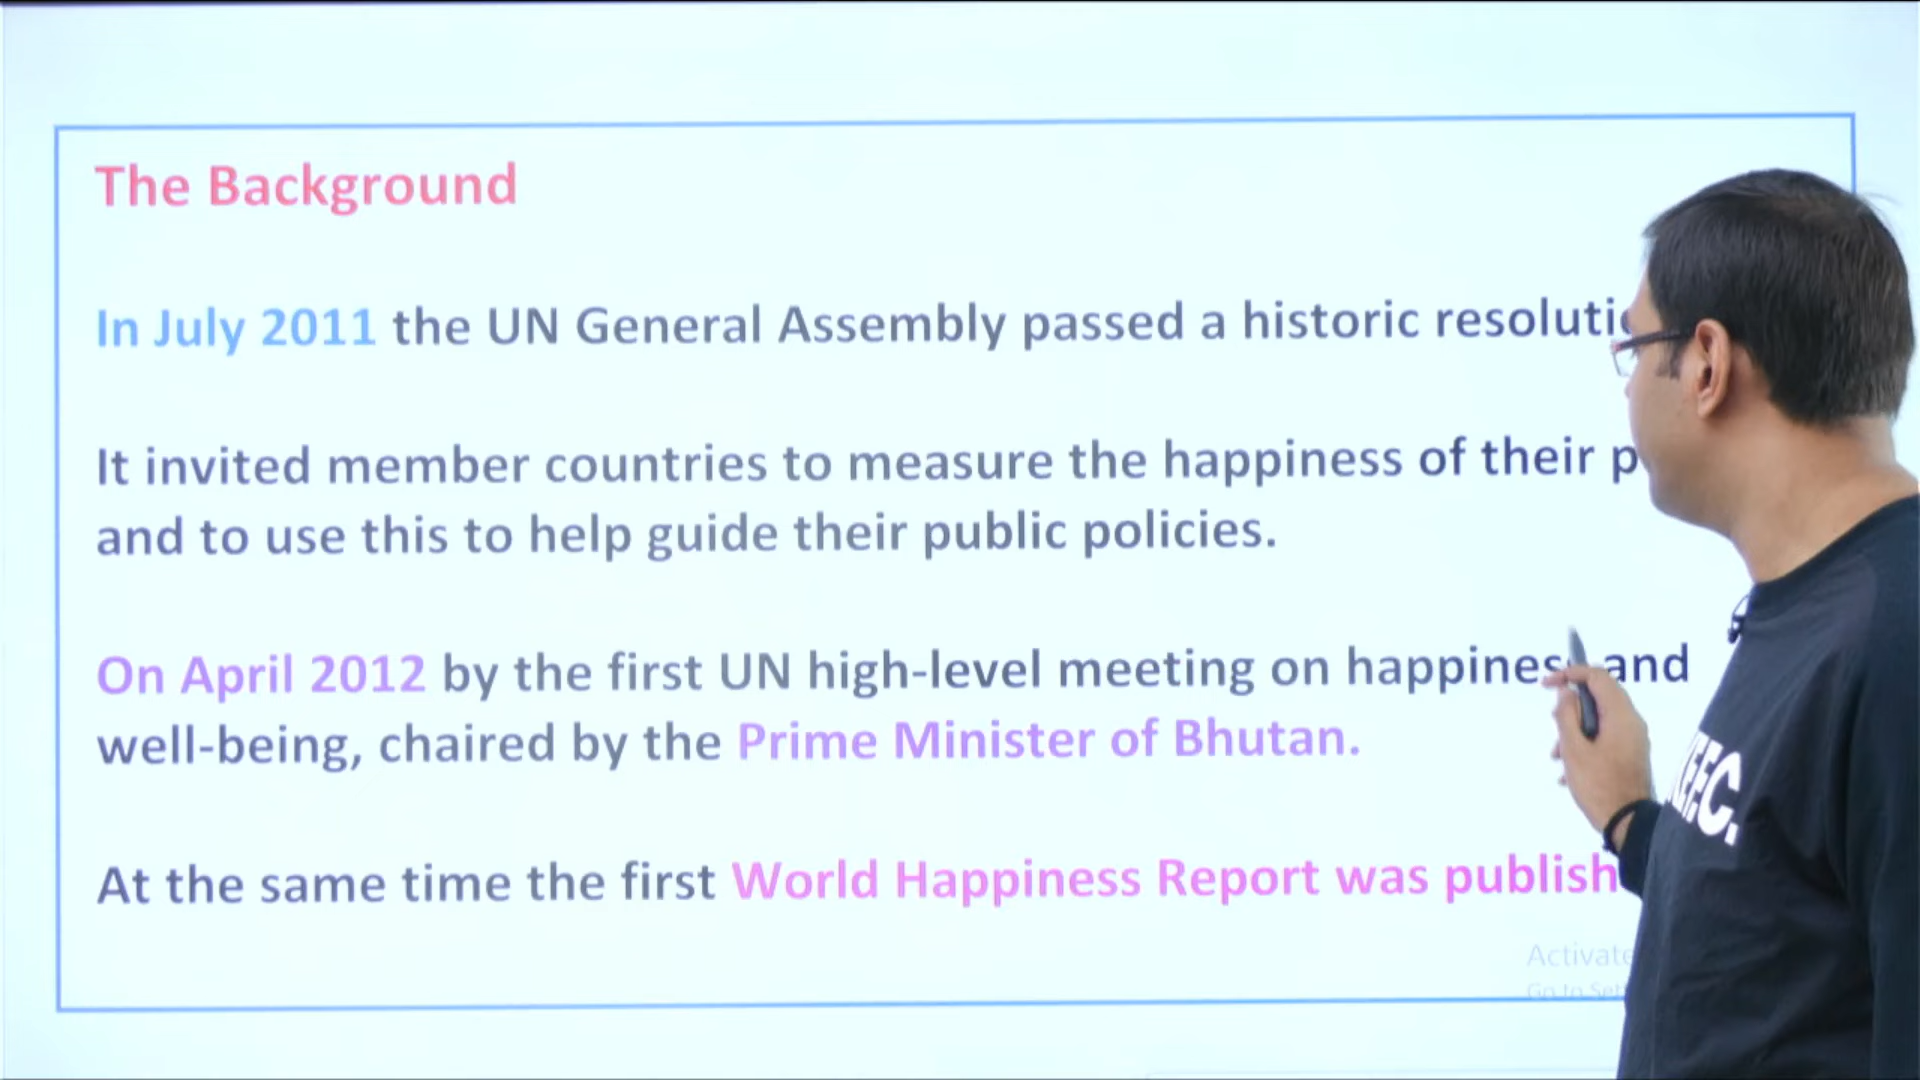 The Background
In July 2011 the UN General Assembly passed a historic
It invited member countries to measure the happiness of their
and to use this to help guide their public policies.
On April 2012 by the first UN high-level meeting on happiness and
well-being, chaired by the Prime Minister of Bhutan.
At the same time the first World Happiness Report was
Activate
Go to